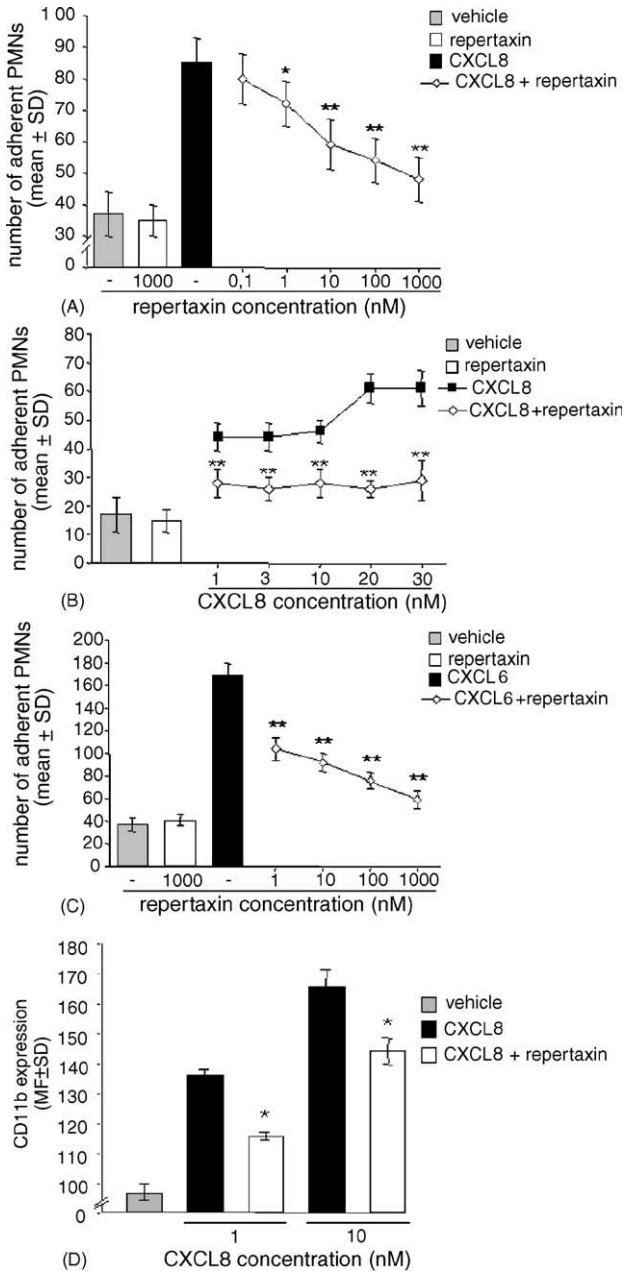 (A)
number of adherent PMNs
(mean ± SD)
100
90
80
70
60
50
40
30
0
vehicle
repertaxin
CXCL8
CXCL8 + repertaxin
*
**
**
**
- 1000 - 0,1 1 10 100 1000
repertaxin concentration (nM)
(B)
number of adherent PMNs
(mean ± SD)
80
70
60
50
40
30
20
10
0
vehicle
repertaxin
CXCL8
CXCL8+repertaxin
** ** ** ** **
1 3 10 20 30
CXCL8 concentration (nM)
(C)
number of adherent PMNs
(mean ± SD)
200
180
160
140
120
100
80
60
40
20
0
vehicle
repertaxin
CXCL6
CXCL6+repertaxin
** ** ** **
- 1000 - 1 10 100 1000
repertaxin concentration (nM)
(D)
CD11b expression
(MF±SD)
180
170
160
150
140
130
120
110
100
0
vehicle
CXCL8
CXCL8 + repertaxin
*
*
1 10
CXCL8 concentration (nM)